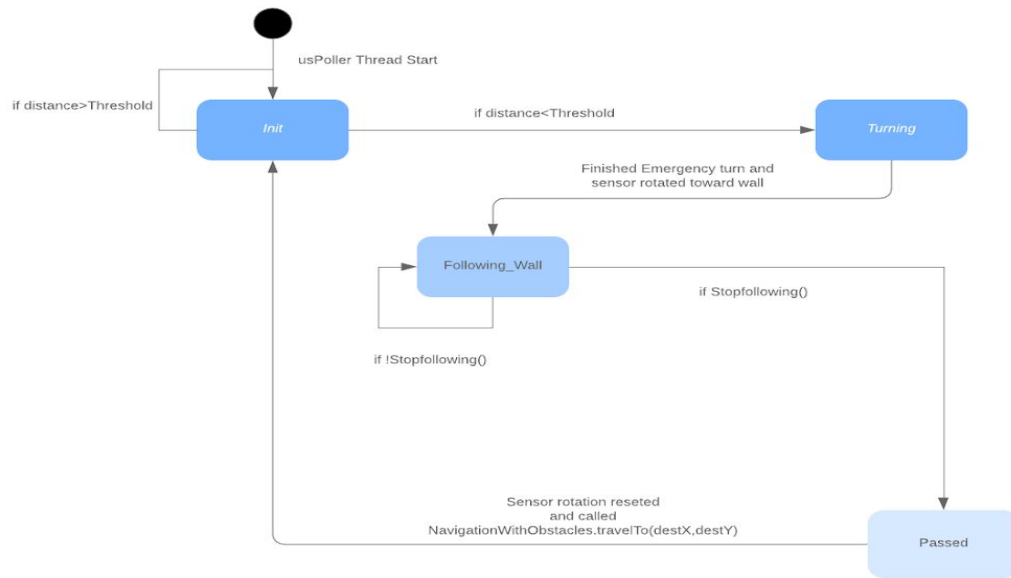 usPoller Thread Start
if distance>Threshold
Init
if distance<Threshold
Turning
Finished Emergency turn and
sensor rotated toward wall
Following_Wall
if Stopfollowing()
if !Stopfollowing()
Sensor rotation reseted
and called
NavigationWithObstacles.travelTo(destX,destY)
Passed